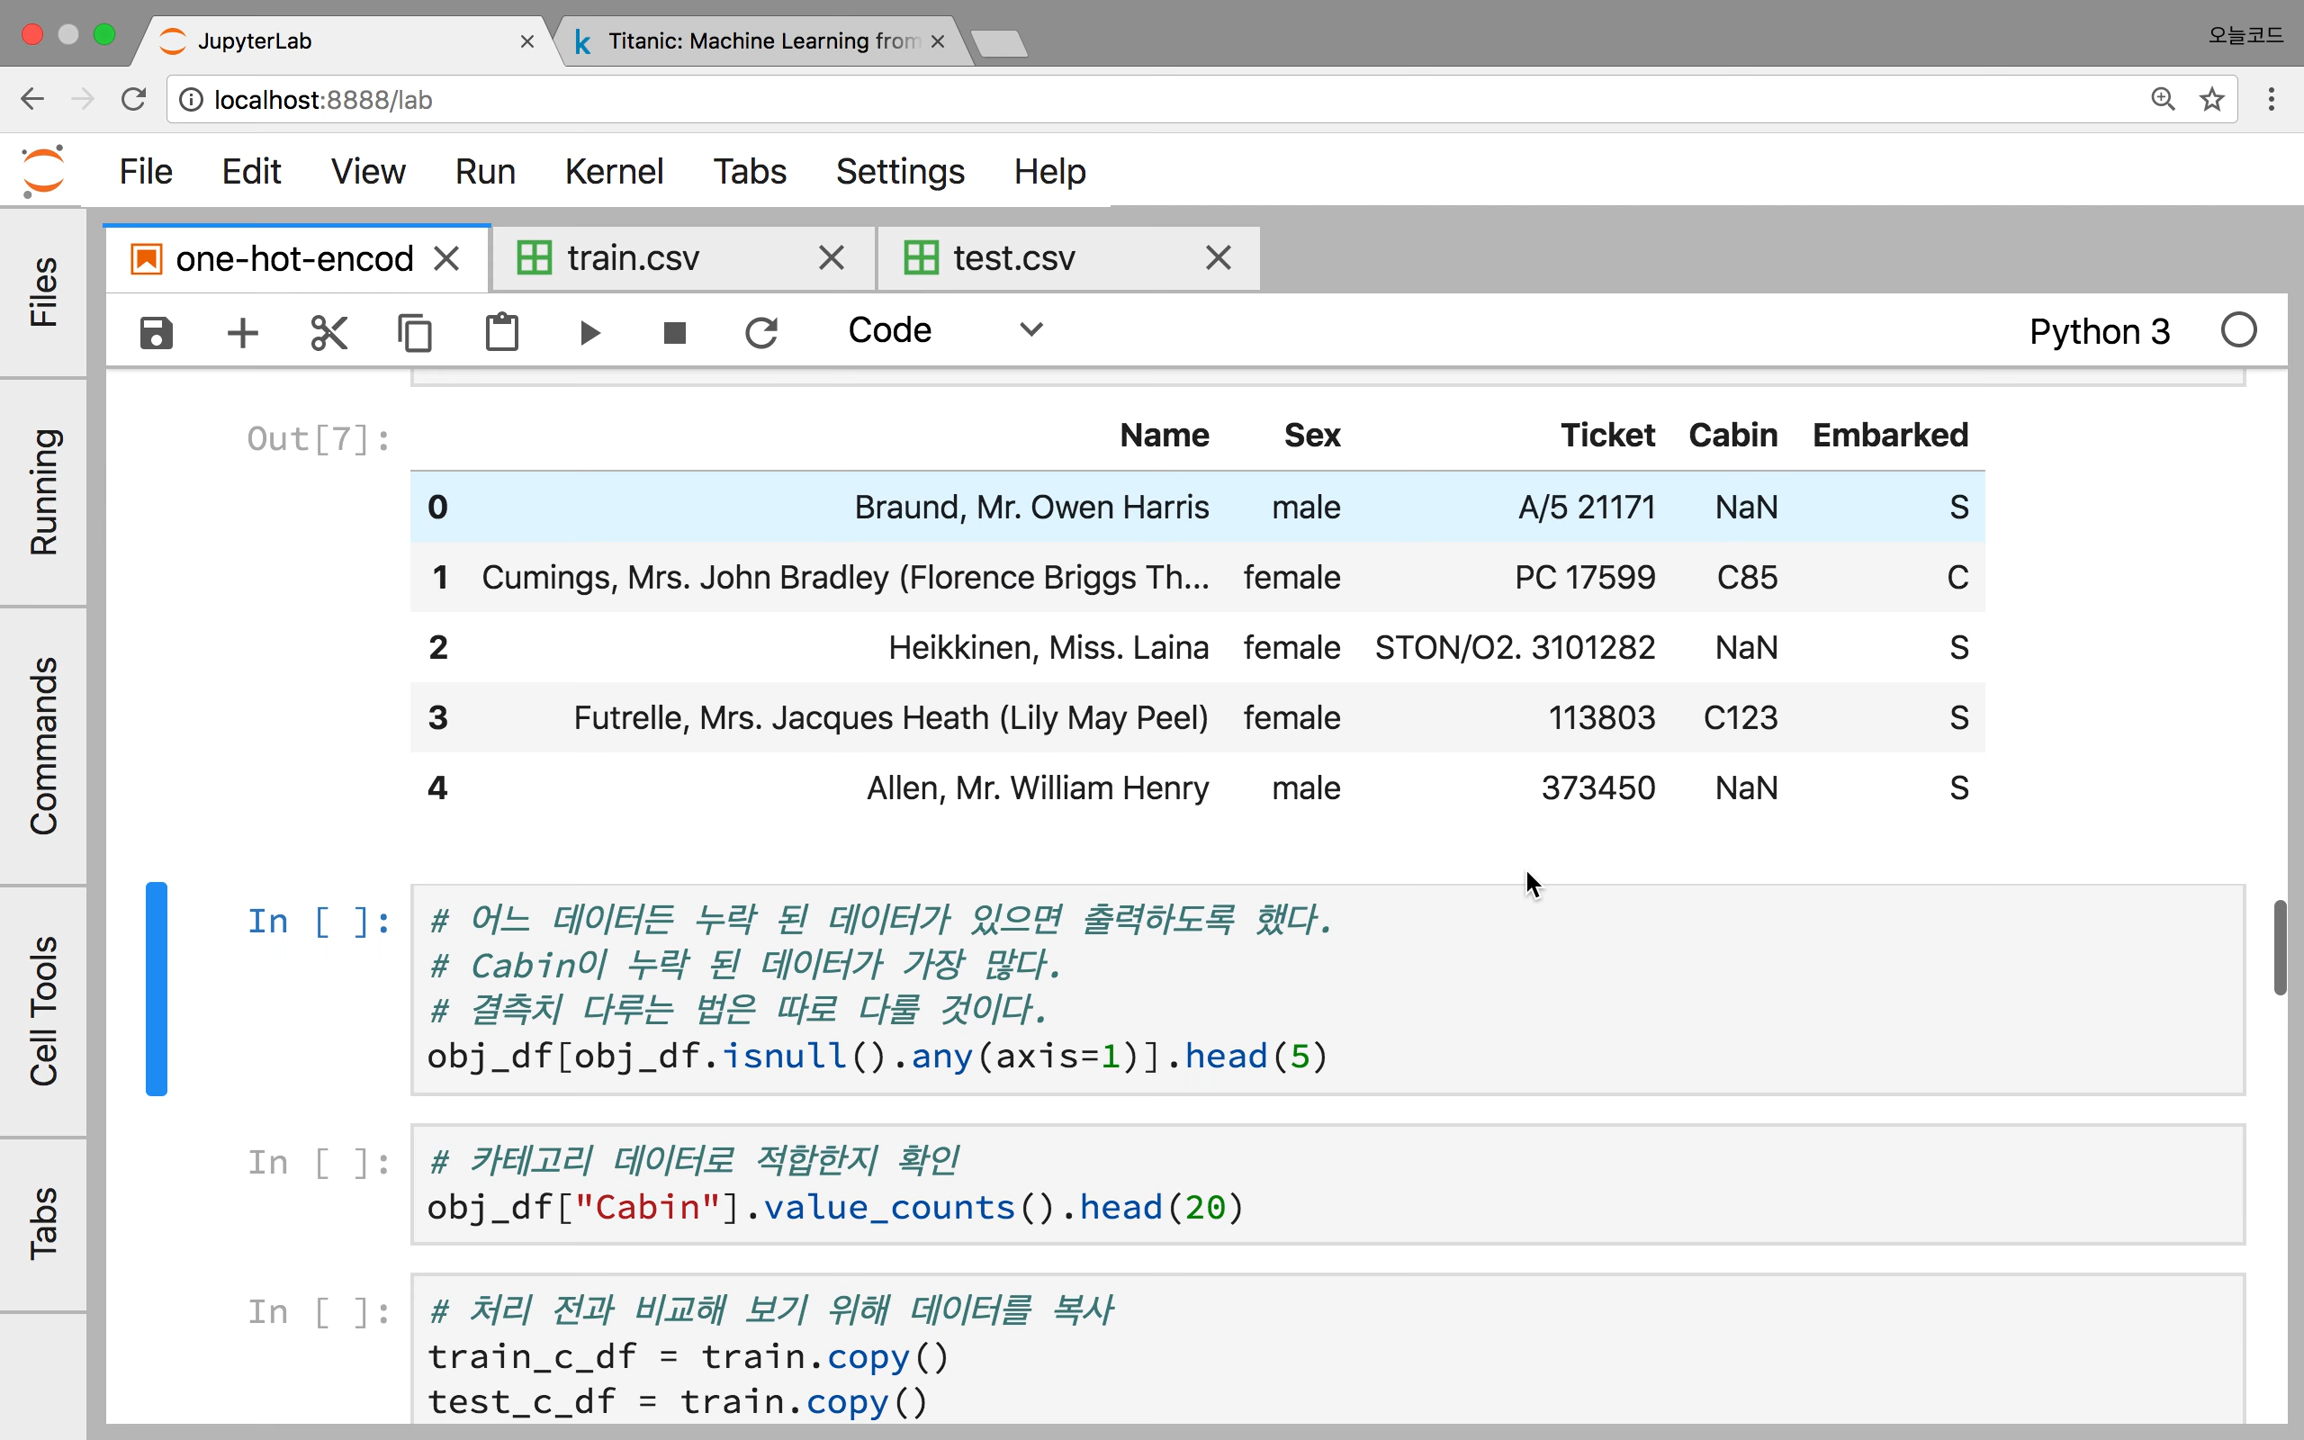 JupyterLab
Titanic: Machine Learning from
오늘코드
localhost:8888/lab
File Edit View Run Kernel Tabs Settings Help
one-hot-encod
train.csv
test.csv
Code
Python 3
Files
Running
Commands
Cell Tools
Tabs
Out[7]:
Name Sex Ticket Cabin Embarked
0 Braund, Mr. Owen Harris male A/5 21171 NaN S
1 Cumings, Mrs. John Bradley (Florence Briggs Th... female PC 17599 C85 C
2 Heikkinen, Miss. Laina female STON/O2. 3101282 NaN S
3 Futrelle, Mrs. Jacques Heath (Lily May Peel) female 113803 C123 S
4 Allen, Mr. William Henry male 373450 NaN S
In [ ]:
# 어느 데이터든 누락 된 데이터가 있으면 출력하도록 했다.
# Cabin이 누락 된 데이터가 가장 많다.
# 결측치 다루는 법은 따로 다룰 것이다.
obj_df[obj_df.isnull().any(axis=1)].head(5)
In [ ]:
# 카테고리 데이터로 적합한지 확인
obj_df["Cabin"].value_counts().head(20)
In [ ]:
# 처리 전과 비교해 보기 위해 데이터를 복사
train_c_df = train.copy()
test_c_df = train.copy()